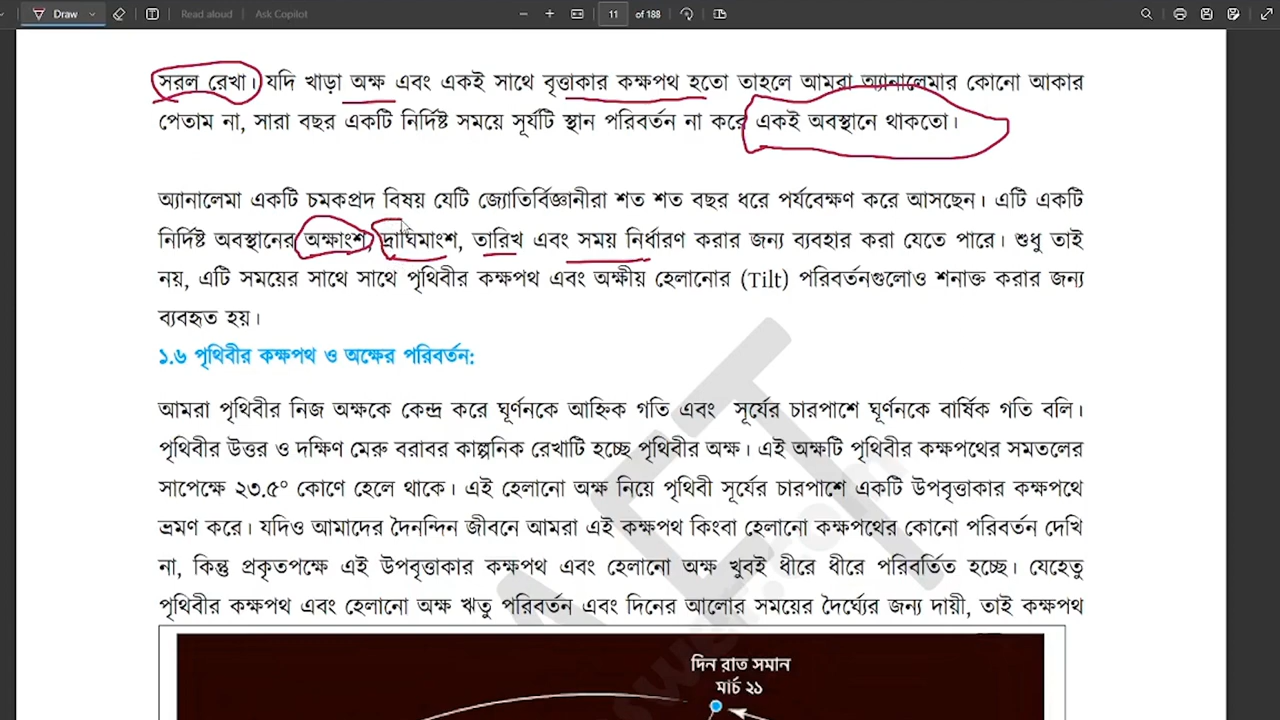 Draw
Read aloud
Ask Copilot
11
of 188
সরল রেখা। যদি খাড়া অক্ষ এবং একই সাথে বৃত্তাকার কক্ষপথ হতো তাহলে আমরা অ্যানালেমার কোনো আকার
পেতাম না, সারা বছর একটি নির্দিষ্ট সময়ে সূর্যটি স্থান পরিবর্তন না করে একই অবস্থানে থাকতো।
অ্যানালেমা একটি চমকপ্রদ বিষয় যেটি জ্যোতির্বিজ্ঞানীরা শত শত বছর ধরে পর্যবেক্ষণ করে আসছেন। এটি একটি
নির্দিষ্ট অবস্থানের অক্ষাংশ, দ্রাঘিমাংশ, তারিখ এবং সময় নির্ধারণ করার জন্য ব্যবহার করা যেতে পারে। শুধু তাই
নয়, এটি সময়ের সাথে সাথে পৃথিবীর কক্ষপথ এবং অক্ষীয় হেলানোর (Tilt) পরিবর্তনগুলোও শনাক্ত করার জন্য
ব্যবহৃত হয়।
১.৬ পৃথিবীর কক্ষপথ ও অক্ষের পরিবর্তন:
আমরা পৃথিবীর নিজ অক্ষকে কেন্দ্র করে ঘূর্ণনকে আহ্নিক গতি এবং সূর্যের চারপাশে ঘূর্ণনকে বার্ষিক গতি বলি।
পৃথিবীর উত্তর ও দক্ষিণ মেরু বরাবর কাল্পনিক রেখাটি হচ্ছে পৃথিবীর অক্ষ। এই অক্ষটি পৃথিবীর কক্ষপথের সমতলের
সাপেক্ষে ২৩.৫° কোণে হেলে থাকে। এই হেলানো অক্ষ নিয়ে পৃথিবী সূর্যের চারপাশে একটি উপবৃত্তাকার কক্ষপথে
ভ্রমণ করে। যদিও আমাদের দৈনন্দিন জীবনে আমরা এই কক্ষপথ কিংবা হেলানো কক্ষপথের কোনো পরিবর্তন দেখি
না, কিন্তু প্রকৃতপক্ষে এই উপবৃত্তাকার কক্ষপথ এবং হেলানো অক্ষ খুবই ধীরে ধীরে পরিবর্তিত হচ্ছে। যেহেতু
পৃথিবীর কক্ষপথ এবং হেলানো অক্ষ ঋতু পরিবর্তন এবং দিনের আলোর সময়ের দৈর্ঘ্যের জন্য দায়ী, তাই কক্ষপথ
দিন রাত সমান
মার্চ ২১